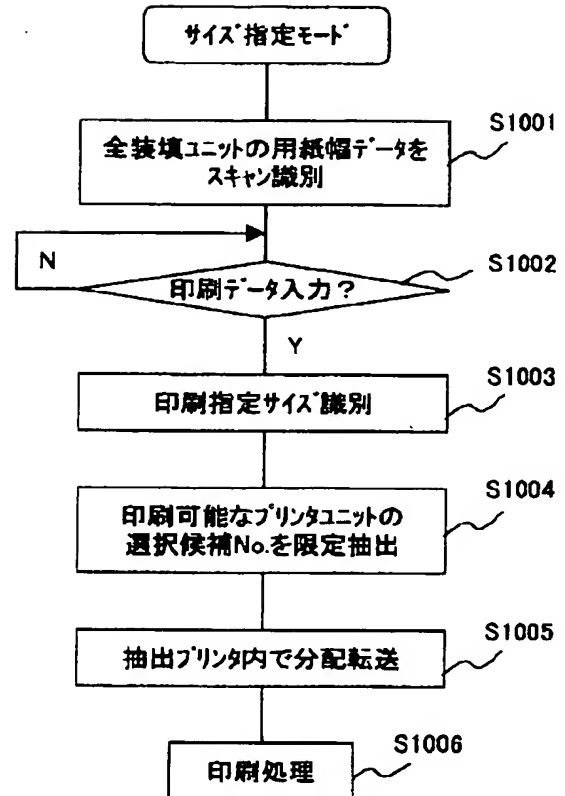 サイズ指定モード
S1001
全装填ユニットの用紙幅データを
スキャン識別
N
S1002
印刷データ入力？
Y
S1003
印刷指定サイズ識別
S1004
印刷可能なプリンタユニットの
選択候補No.を限定抽出
S1005
抽出プリンタ内で分配転送
S1006
印刷処理